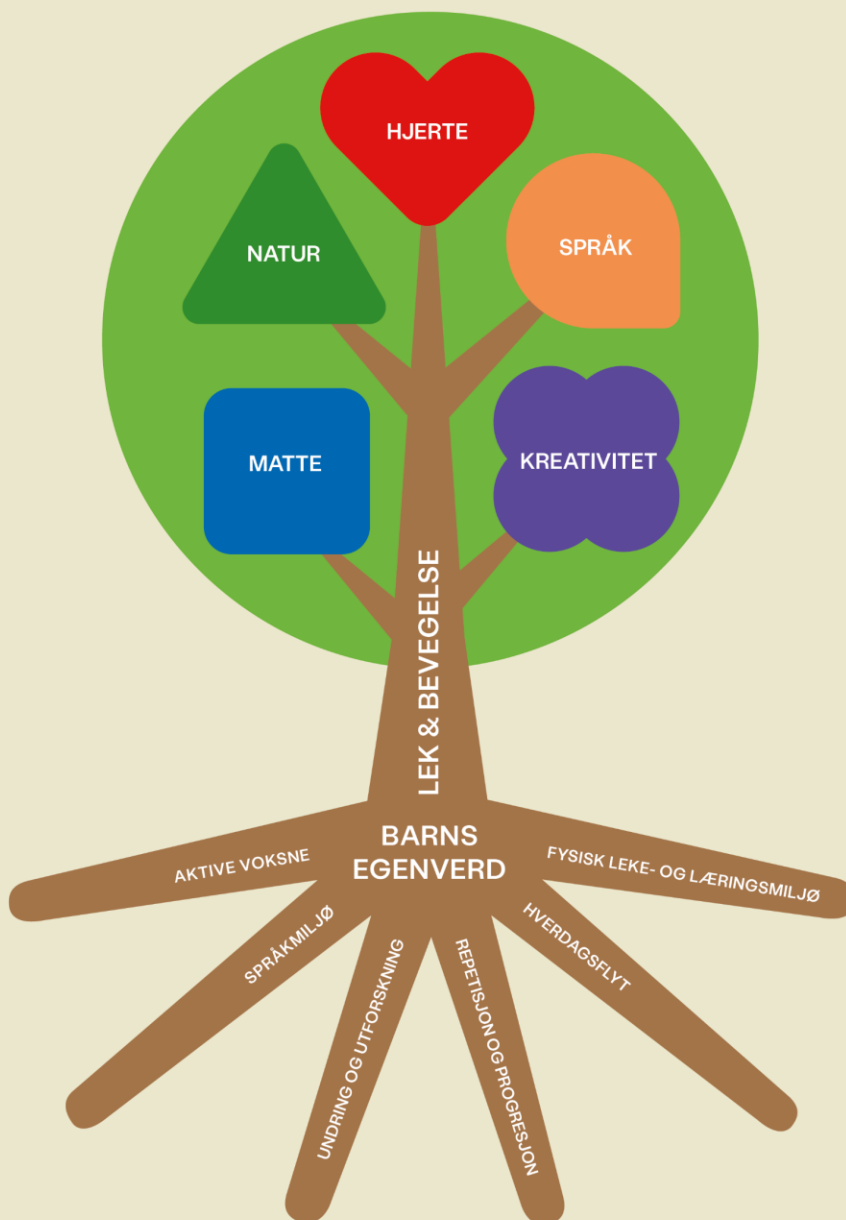 HJERTE
NATUR
SPRÅK
MATTE
KREATIVITET
LEK & BEVEGELSE
BARNS
EGENVERD
AKTIVE VOKSNE
SPRÅKMILJØ
UNDRING OG UTFORSKNING
REPETISJON OG PROGRESJON
HVERDAGSFLYT
FYSISK LEKE- OG LÆRINGSMILJØ